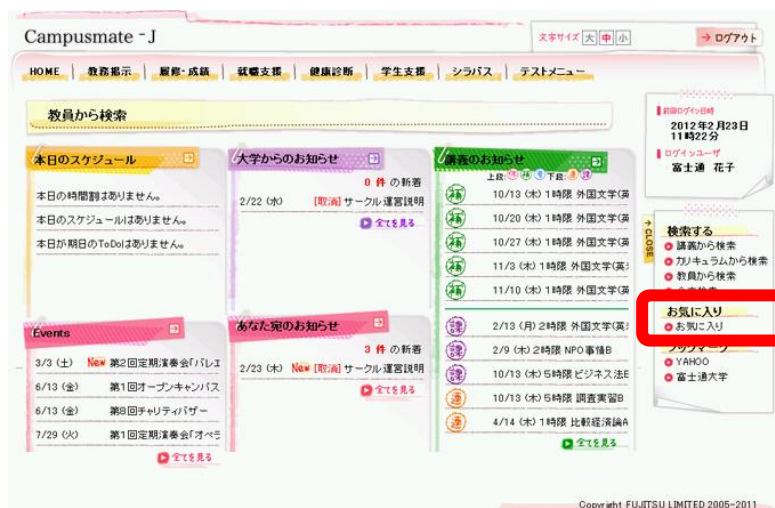 Campusmate - J
文字サイズ 大 中 小
ログアウト
HOME 教務掲示 履修・成績 就職支援 健康診断 学生支援 シラバス テストメニュー
教員から検索
前回ログイン日時
2012年2月23日
11時22分
ログインユーザ
富士通 花子
本日のスケジュール
本日の時間割はありません。
本日のスケジュールはありません。
本日が期日のToDoはありません。
大学からのお知らせ
0 件 の新着
2/22 (水) [取消] サークル運営説明
全てを見る
講義のお知らせ
上段: 下段:
補 10/13 (木) 1時限 外国文学(英
補 10/20 (木) 1時限 外国文学(英
補 10/27 (木) 1時限 外国文学(英
補 11/3 (木) 1時限 外国文学(英
補 11/10 (木) 1時限 外国文学(英
課 2/13 (月) 2時限 外国文学(英
課 2/9 (木) 2時限 NPO事情B
課 10/13 (木) 5時限 ビジネス法E
連 10/13 (木) 5時限 調査実習B
連 4/14 (木) 1時限 比較経済論A
全てを見る
Events
3/3 (土) New 第2回定期演奏会「バレエ
6/13 (金) 第1回オープンキャンパス
6/13 (金) 第8回チャリティバザー
7/29 (火) 第1回定期演奏会「オペラ
全てを見る
あなた宛のお知らせ
3 件 の新着
2/23 (木) New [取消] サークル運営説明
全てを見る
CLOSE
検索する
講義から検索
カリキュラムから検索
教員から検索
お気に入り
お気に入り
ブックマーク
YAHOO
富士通大学
Copyright FUJITSU LIMITED 2005-2011